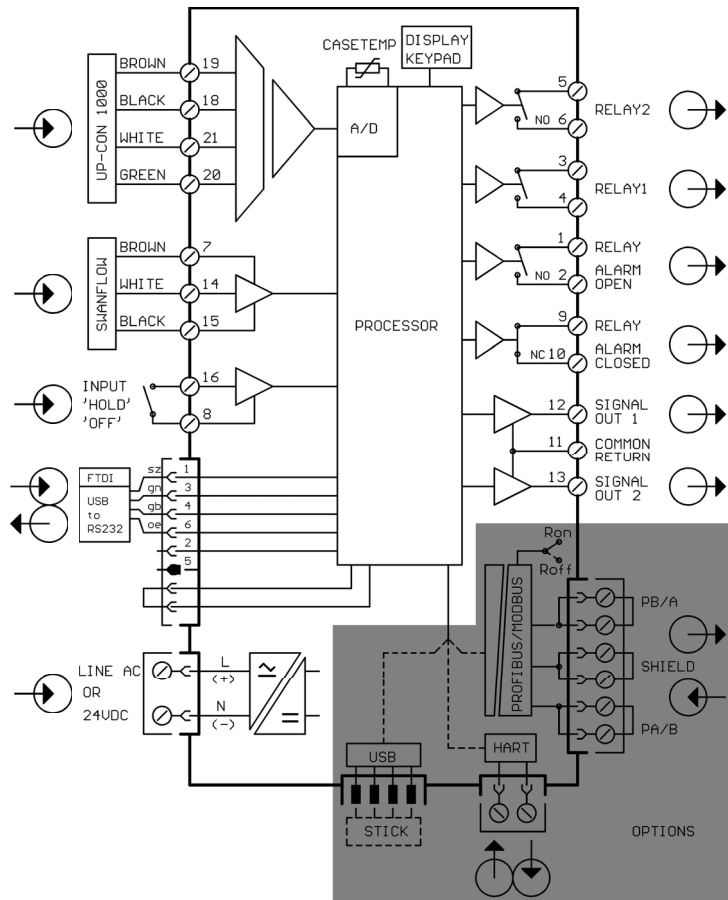 CASETEMP
DISPLAY
KEYPAD
UP-CON 1000
BROWN 19
BLACK 18
WHITE 21
GREEN 20
A/D
5
NO 6
RELAY2
3
4
RELAY1
SWANFLOW
BROWN 7
WHITE 14
BLACK 15
PROCESSOR
1 RELAY
NO 2 ALARM
OPEN
9 RELAY
NC 10 ALARM
CLOSED
INPUT
'HOLD'
'OFF'
16
8
12 SIGNAL
OUT 1
11 COMMON
RETURN
13 SIGNAL
OUT 2
FTDI
USB
to
RS232
sz 1
gn 3
gb 4
oe 6
2
5
Ron
Roff
PROFIBUS/MODBUS
PB/A
SHIELD
PA/B
LINE AC
OR
24VDC
L
(+)
N
(-)
USB
STICK
HART
OPTIONS